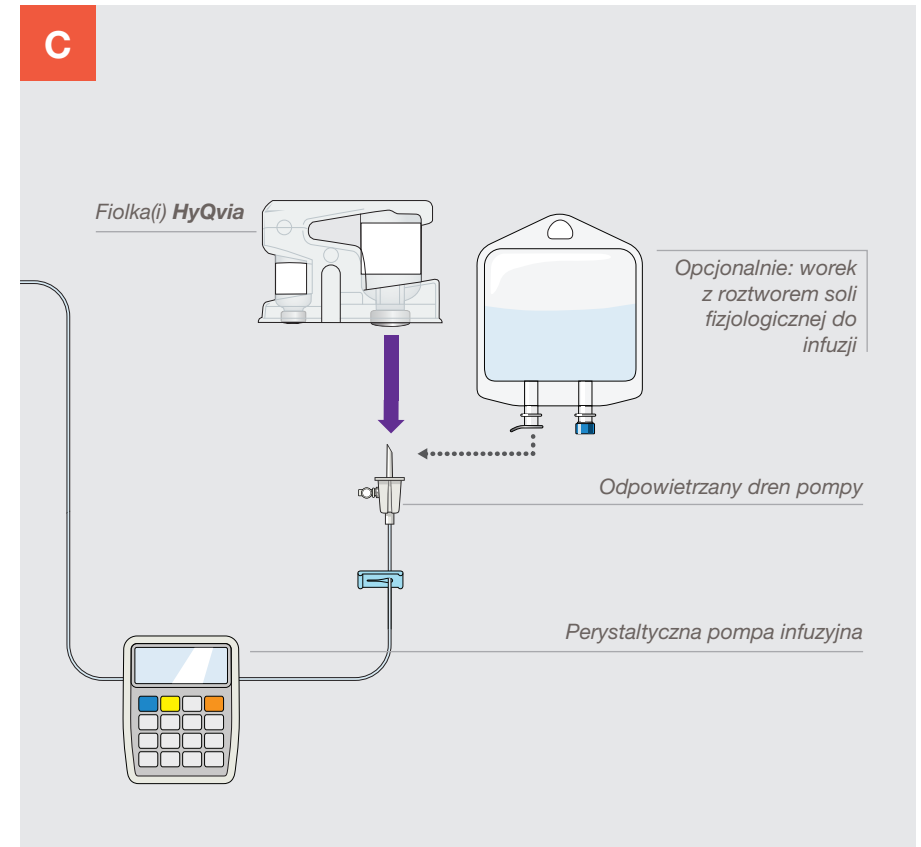 C
Fiolka(i) HyQvia
Opcjonalnie: worek
z roztworem soli
fizjologicznej do
infuzji
Odpowietrzany dren pompy
Perystaltyczna pompa infuzyjna